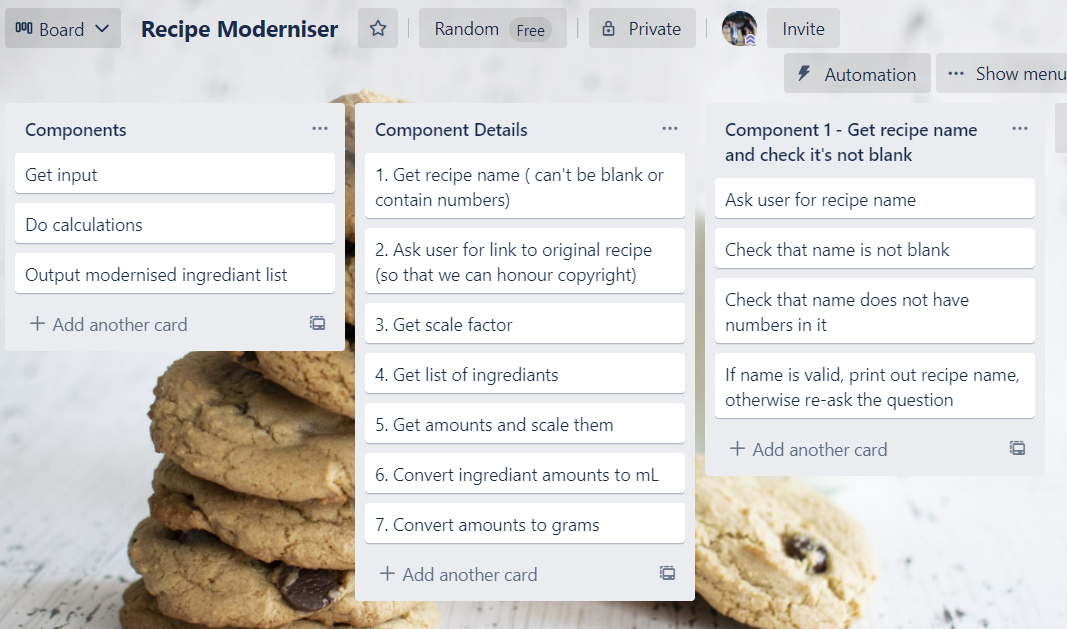 Board
Recipe Moderniser
Random Free
Private
Invite
Automation
... Show menu
Components
Get input
Do calculations
Output modernised ingrediant list
+ Add another card
Component Details
1. Get recipe name ( can't be blank or
contain numbers)
2. Ask user for link to original recipe
(so that we can honour copyright)
3. Get scale factor
4. Get list of ingrediants
5. Get amounts and scale them
6. Convert ingrediant amounts to mL
7. Convert amounts to grams
+ Add another card
Component 1 - Get recipe name
and check it's not blank
Ask user for recipe name
Check that name is not blank
Check that name does not have
numbers in it
If name is valid, print out recipe name,
otherwise re-ask the question
+ Add another card